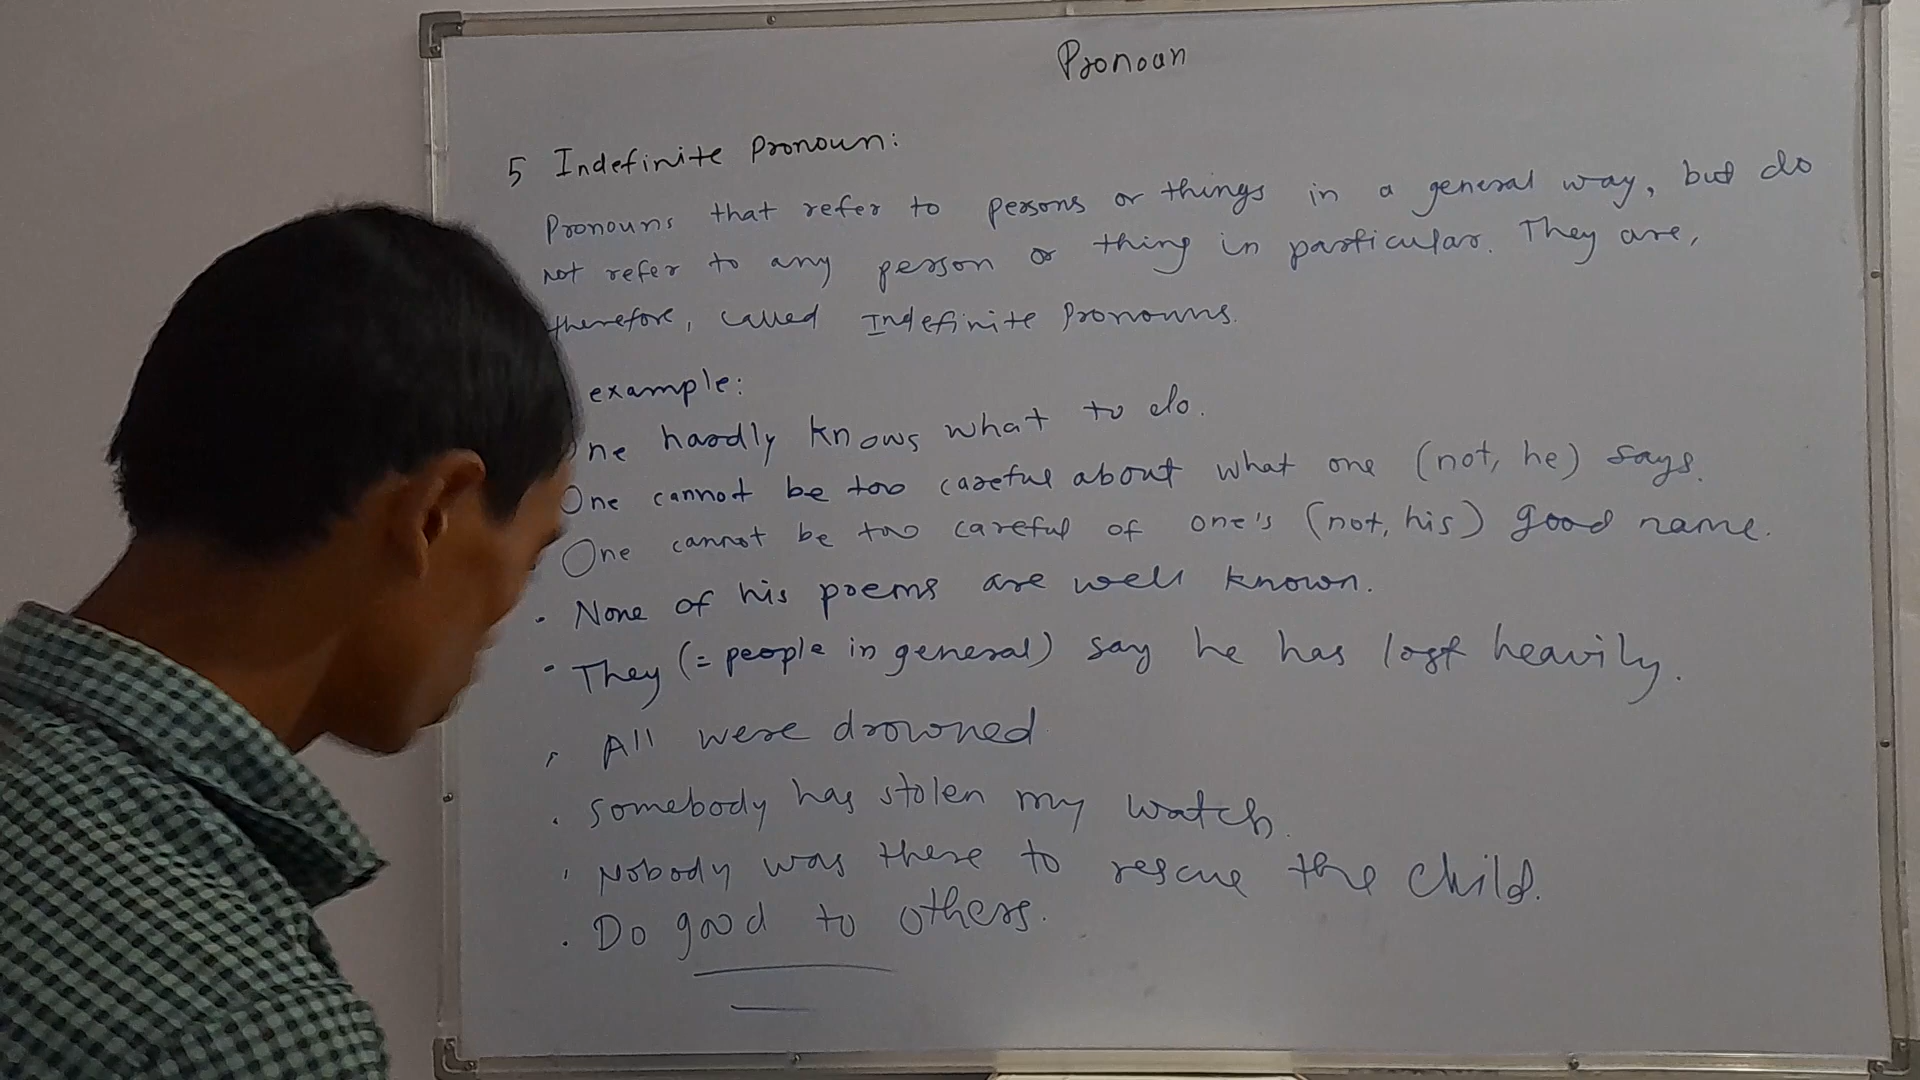 Pronoun
5 Indefinite Pronoun:
Pronouns that refer to persons or things in a general way, but do
not refer to any person or thing in particular. They are,
therefore, called Indefinite Pronouns.
example:
ne hardly knows what to do.
One cannot be too careful about what one (not, he) says.
One cannot be too careful of one's (not, his) good name.
• None of his poems are well known.
• They (= people in general) say he has lost heavily.
• All were drowned
• Somebody has stolen my watch.
• Nobody was there to rescue the child.
• Do good to others.